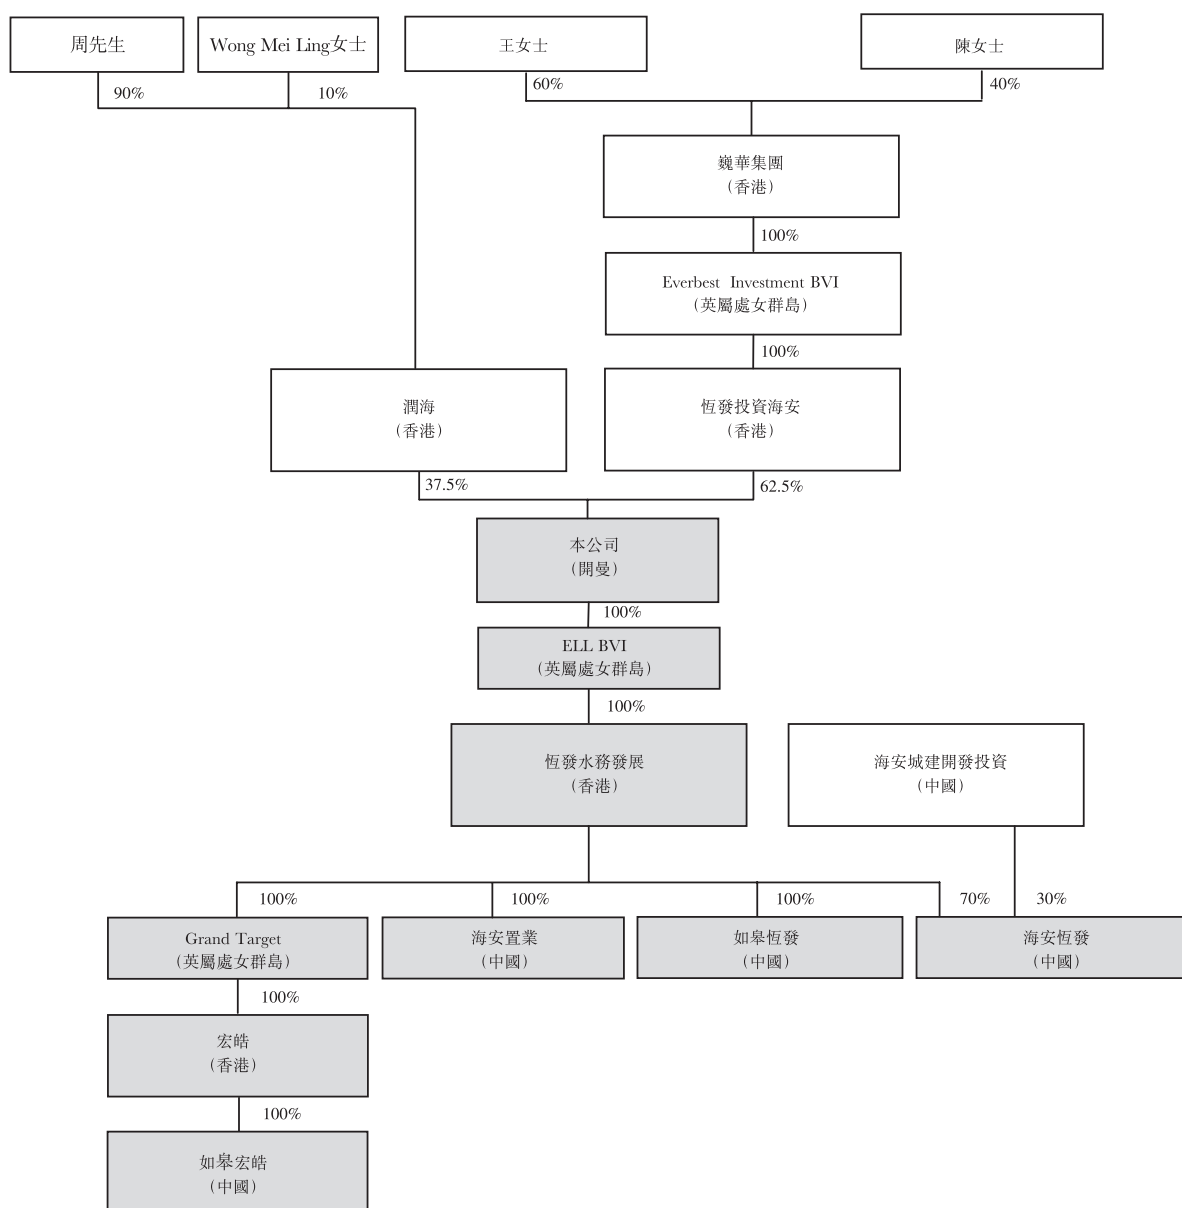 周先生
Wong Mei Ling女士
王女士
陳女士
90%
10%
60%
40%
巍華集團
(香港)
100%
Everbest Investment BVI
(英屬處女群島)
100%
潤海
(香港)
恆發投資海安
(香港)
37.5%
62.5%
本公司
(開曼)
100%
ELL BVI
(英屬處女群島)
100%
恆發水務發展
(香港)
海安城建開發投資
(中國)
100%
100%
100%
70%
30%
Grand Target
(英屬處女群島)
海安置業
(中國)
如皋恆發
(中國)
海安恆發
(中國)
100%
宏皓
(香港)
100%
如皋宏皓
(中國)